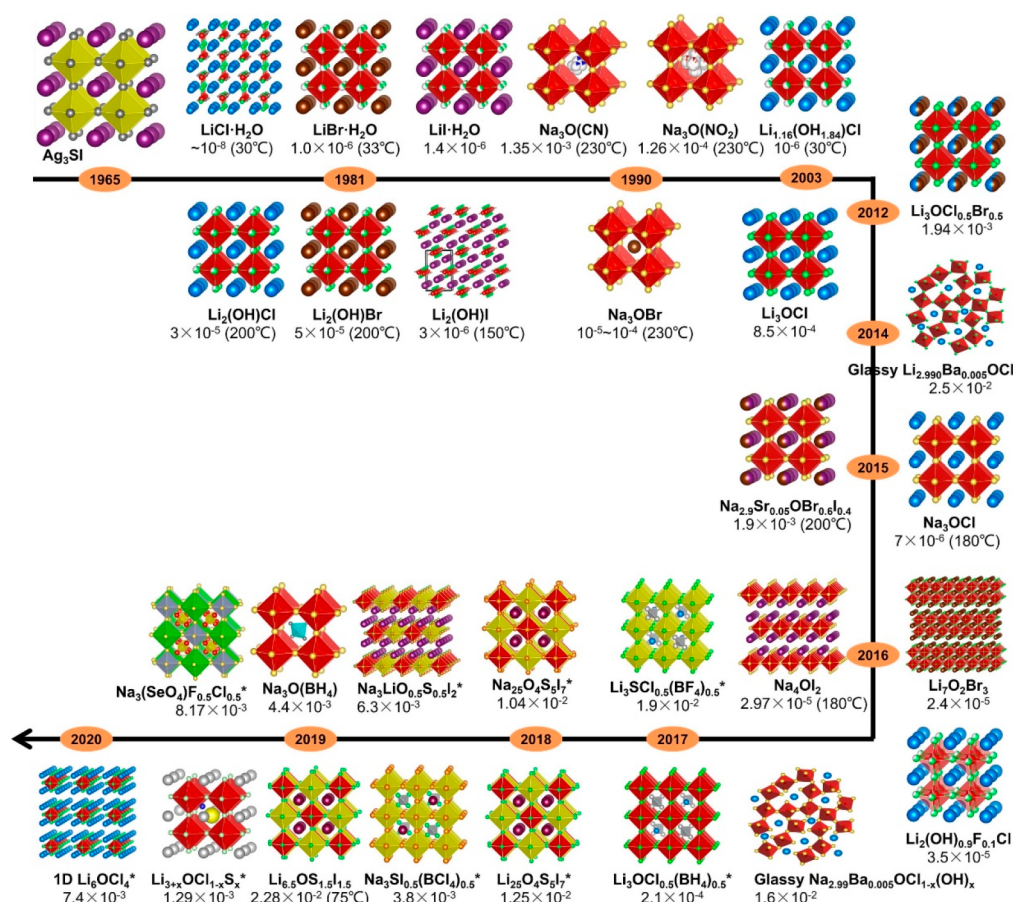 Ag₃SI
LiCl·H₂O
~10⁻⁸ (30℃)
LiBr·H₂O
1.0×10⁻⁶ (33℃)
LiI·H₂O
1.4×10⁻⁶
Na₃O(CN)
1.35×10⁻³ (230℃)
Na₃O(NO₂)
1.26×10⁻⁴ (230℃)
Li₁.₁₆(OH₁.₈₄)Cl
10⁻⁶ (30℃)
1965
1981
1990
2003
Li₂(OH)Cl
3×10⁻⁵ (200℃)
Li₂(OH)Br
5×10⁻⁵ (200℃)
Li₂(OH)I
3×10⁻⁶ (150℃)
Na₃OBr
10⁻⁵~10⁻⁴ (230℃)
Li₃OCl
8.5×10⁻⁴
2012
Li₃OCl₀.₅Br₀.₅
1.94×10⁻³
2014
Glassy Li₂.₉₉₀Ba₀.₀₀₅OCl
2.5×10⁻²
2015
Na₂.₉Sr₀.₀₅OBr₀.₆I₀.₄
1.9×10⁻³ (200℃)
Na₃OCl
7×10⁻⁶ (180℃)
2016
Na₃(SeO₄)F₀.₅Cl₀.₅*
8.17×10⁻³
Na₃O(BH₄)
4.4×10⁻³
Na₃LiO₀.₅S₀.₅I₂*
6.3×10⁻³
Na₂₅O₄S₅I₇*
1.04×10⁻²
Li₃SCl₀.₅(BF₄)₀.₅*
1.9×10⁻²
Na₄OI₂
2.97×10⁻⁵ (180℃)
Li₇O₂Br₃
2.4×10⁻⁵
2020
2019
2018
2017
1D Li₆OCl₄*
7.4×10⁻³
Li₃₊ₓOCl₁₋ₓSₓ*
1.29×10⁻³
Li₆.₅OS₁.₅I₁.₅
2.28×10⁻² (75℃)
Na₃SI₀.₅(BCl₄)₀.₅*
3.8×10⁻³
Li₂₅O₄S₅I₇*
1.25×10⁻²
Li₃OCl₀.₅(BH₄)₀.₅*
2.1×10⁻⁴
Glassy Na₂.₉₉Ba₀.₀₀₅OCl₁₋ₓ(OH)ₓ
1.6×10⁻²
Li₂(OH)₀.₉F₀.₁Cl
3.5×10⁻⁵